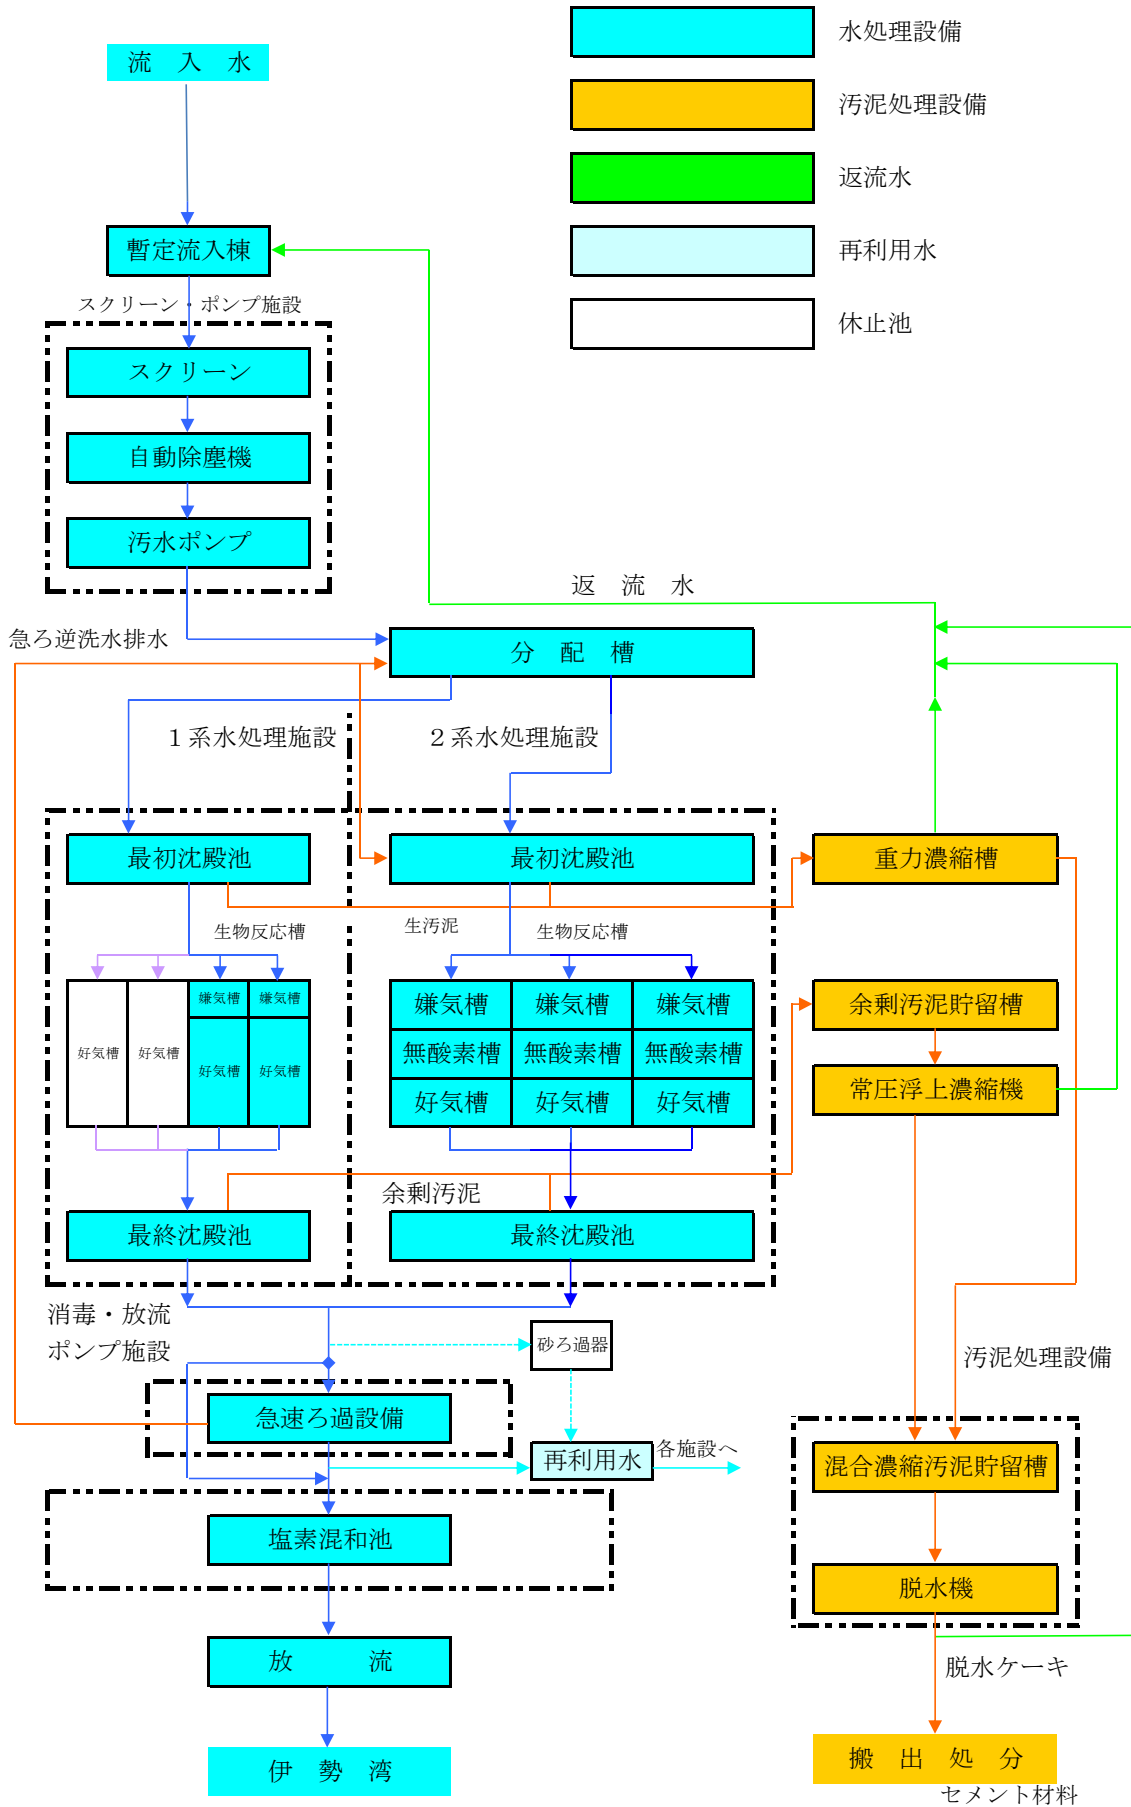 水処理設備
流　入　水
汚泥処理設備
返流水
再利用水
暫定流入棟
スクリーン・ポンプ施設
休止池
スクリーン
自動除塵機
汚水ポンプ
返　流　水
急ろ逆洗水排水
分　配　槽
１系水処理施設
２系水処理施設
最初沈殿池
最初沈殿池
重力濃縮槽
生汚泥
生物反応槽
生物反応槽
嫌気槽
嫌気槽
嫌気槽
嫌気槽
嫌気槽
余剰汚泥貯留槽
好気槽
好気槽
好気槽
好気槽
無酸素槽
無酸素槽
無酸素槽
常圧浮上濃縮機
好気槽
好気槽
好気槽
余剰汚泥
最終沈殿池
最終沈殿池
消毒・放流
ポンプ施設
砂ろ過器
汚泥処理設備
急速ろ過設備
再利用水
各施設へ
混合濃縮汚泥貯留槽
塩素混和池
脱水機
放　　　流
脱水ケーキ
伊　勢　湾
搬　出　処　分
セメント材料